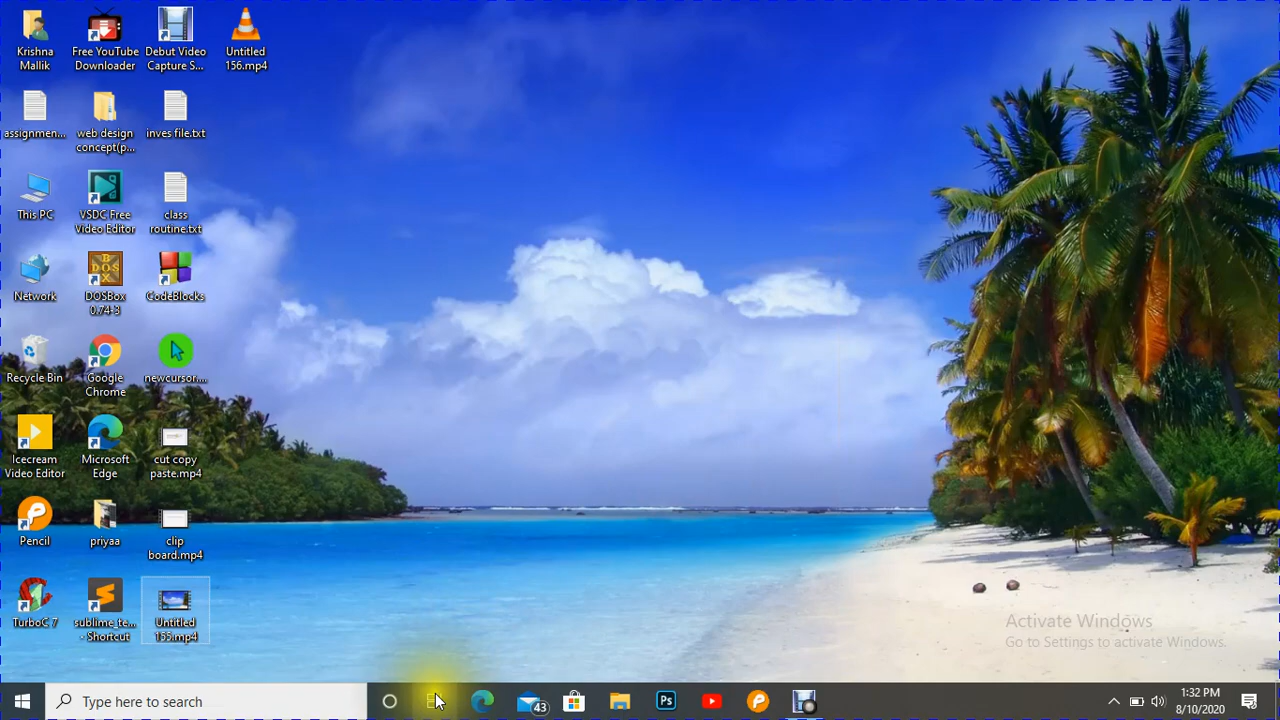 Krishna
Mallik
Free YouTube
Downloader
Debut Video
Capture S...
Untitled
156.mp4
assignmen...
web design
concept(p...
inves file.txt
This PC
VSDC Free
Video Editor
class
routine.txt
Network
DOSBox
0.74-3
CodeBlocks
Recycle Bin
Google
Chrome
newcursor....
Icecream
Video Editor
Microsoft
Edge
cut copy
paste.mp4
Pencil
priyaa
clip
board.mp4
TurboC 7
sublime_te...
- Shortcut
Untitled
155.mp4
Activate Windows
Go to Settings to activate Windows.
Type here to search
43
Ps
1:32 PM
8/10/2020